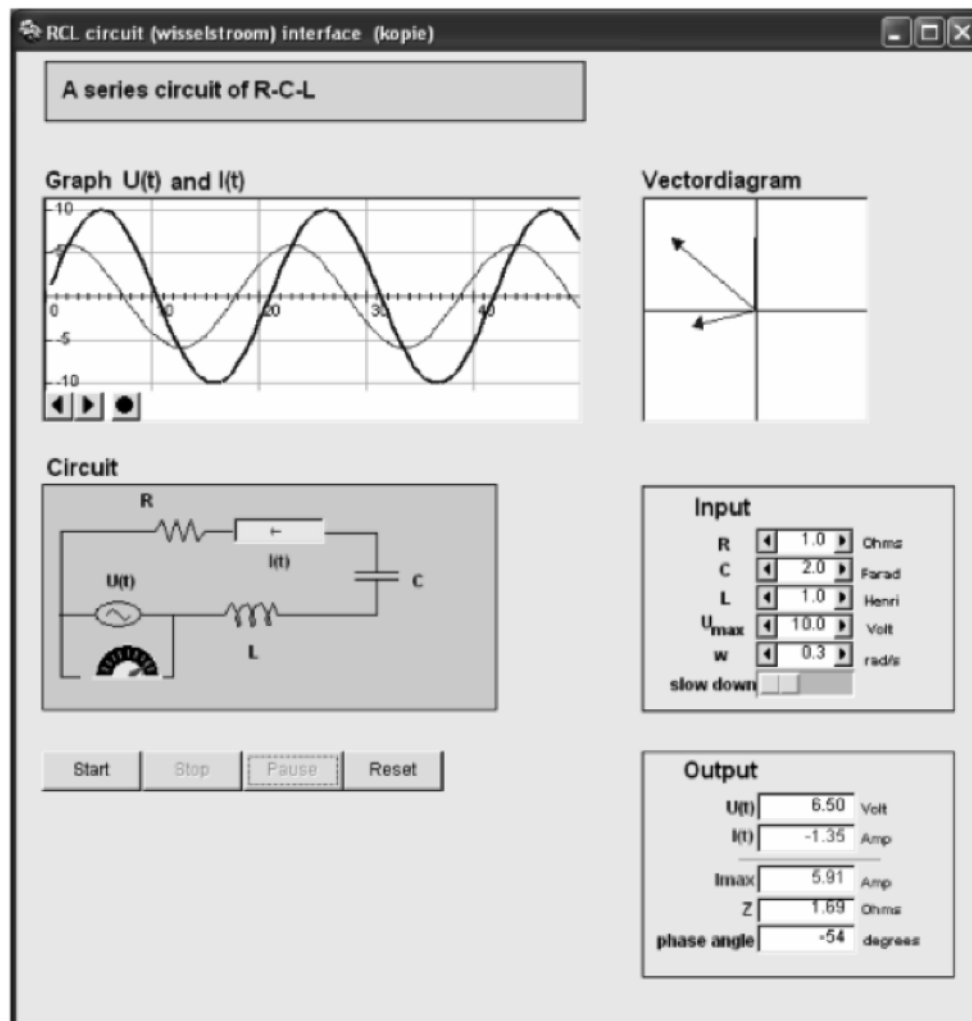 RCL circuit (wisselstroom) interface (kopie)
A series circuit of R-C-L
Graph U(t) and I(t)
10
5
0 10 20 30 40
-5
-10
Vectordiagram
Circuit
R
I(t)
U(t)
C
L
Input
R 1.0 Ohms
C 2.0 Farad
L 1.0 Henri
Umax 10.0 Volt
w 0.3 rad/s
slow down
Start Stop Pause Reset
Output
U(t) 6.50 Volt
I(t) -1.35 Amp
Imax 5.91 Amp
Z 1.69 Ohms
phase angle -54 degrees